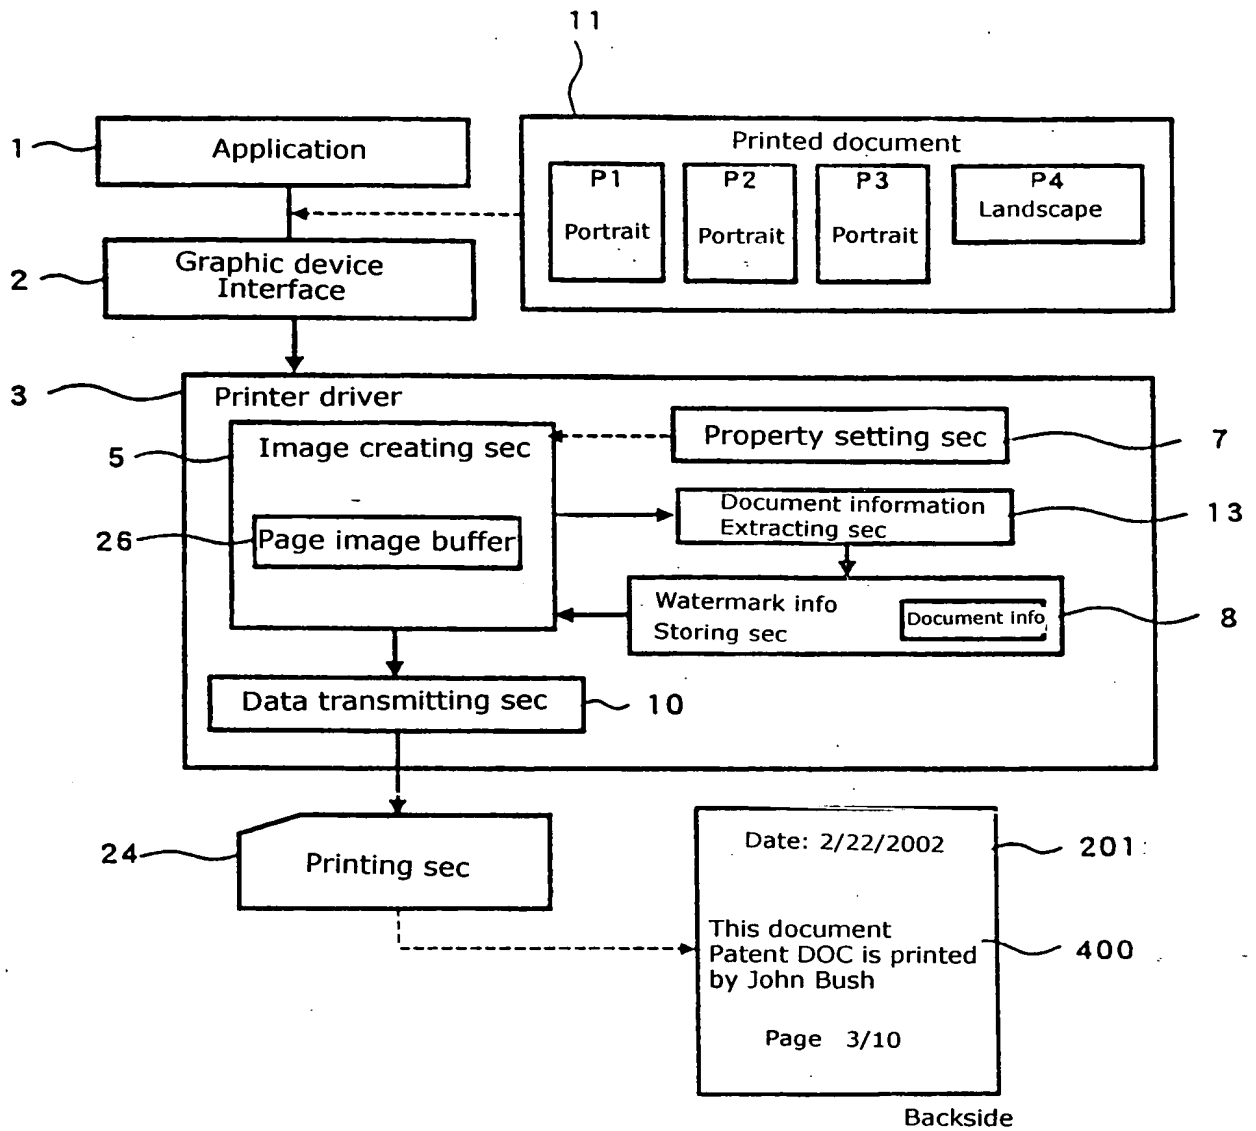 11
1
Application
Printed document
P1
Portrait
P2
Portrait
P3
Portrait
P4
Landscape
2
Graphic device
Interface
3
Printer driver
5
Image creating sec
Property setting sec
7
26
Page image buffer
Document information
Extracting sec
13
Watermark info
Storing sec
Document info
8
Data transmitting sec
10
24
Printing sec
Date: 2/22/2002
201
This document
Patent DOC is printed
by John Bush
400
Page 3/10
Backside